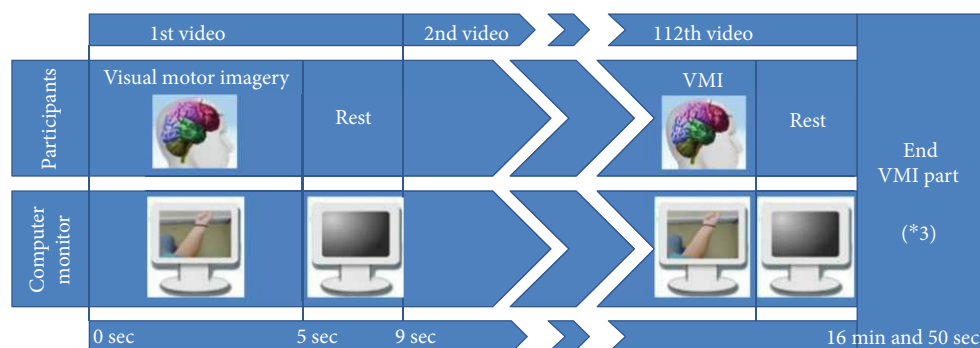 1st video
2nd video
112th video
Participants
Visual motor imagery
Rest
VMI
Rest
End
VMI part
(*3)
Computer
monitor
0 sec
5 sec
9 sec
16 min and 50 sec